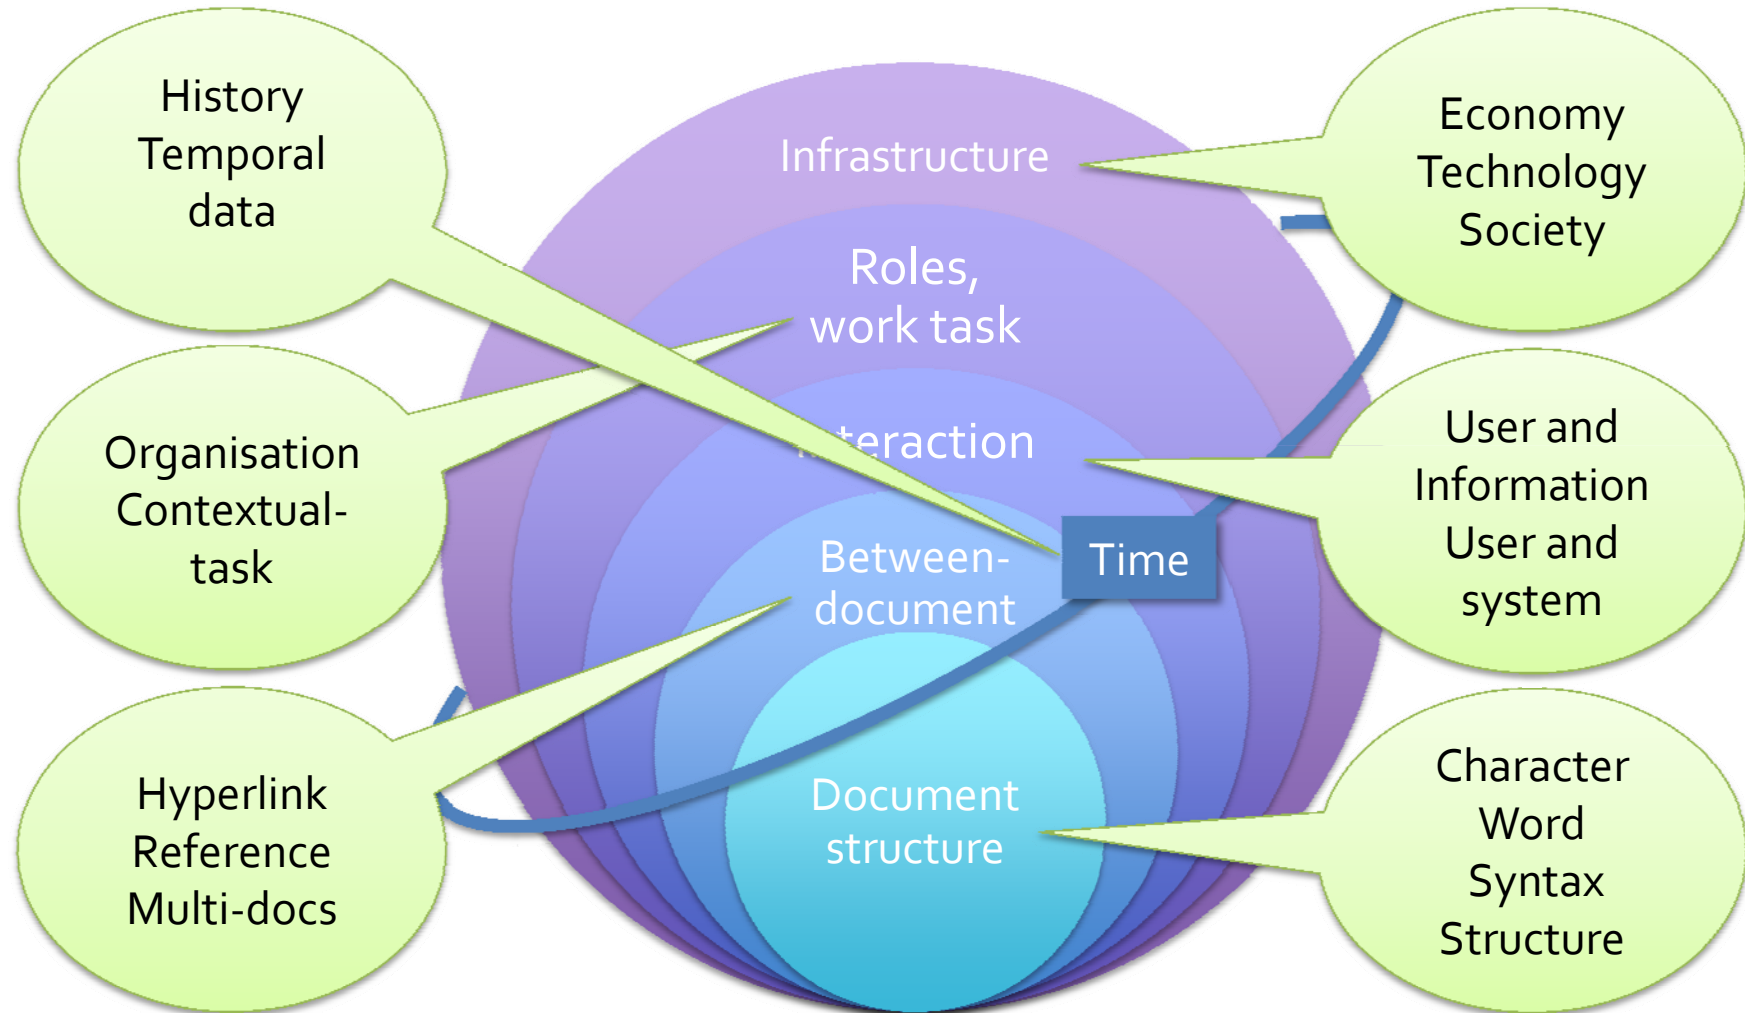 History
Temporal
data
Infrastructure
Economy
Technology
Society
Roles,
work task
Organisation
Contextual-
task
Interaction
User and
Information
User and
system
Between-
document
Time
Hyperlink
Reference
Multi-docs
Document
structure
Character
Word
Syntax
Structure